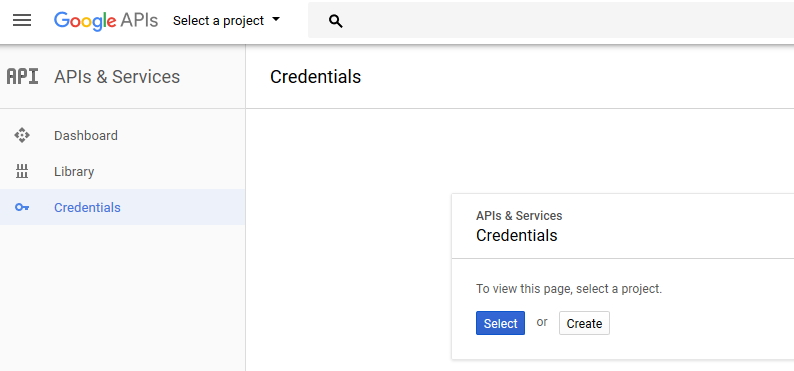 Google APIs Select a project
API APIs & Services
Credentials
Dashboard
Library
Credentials
APIs & Services
Credentials
To view this page, select a project.
Select or Create